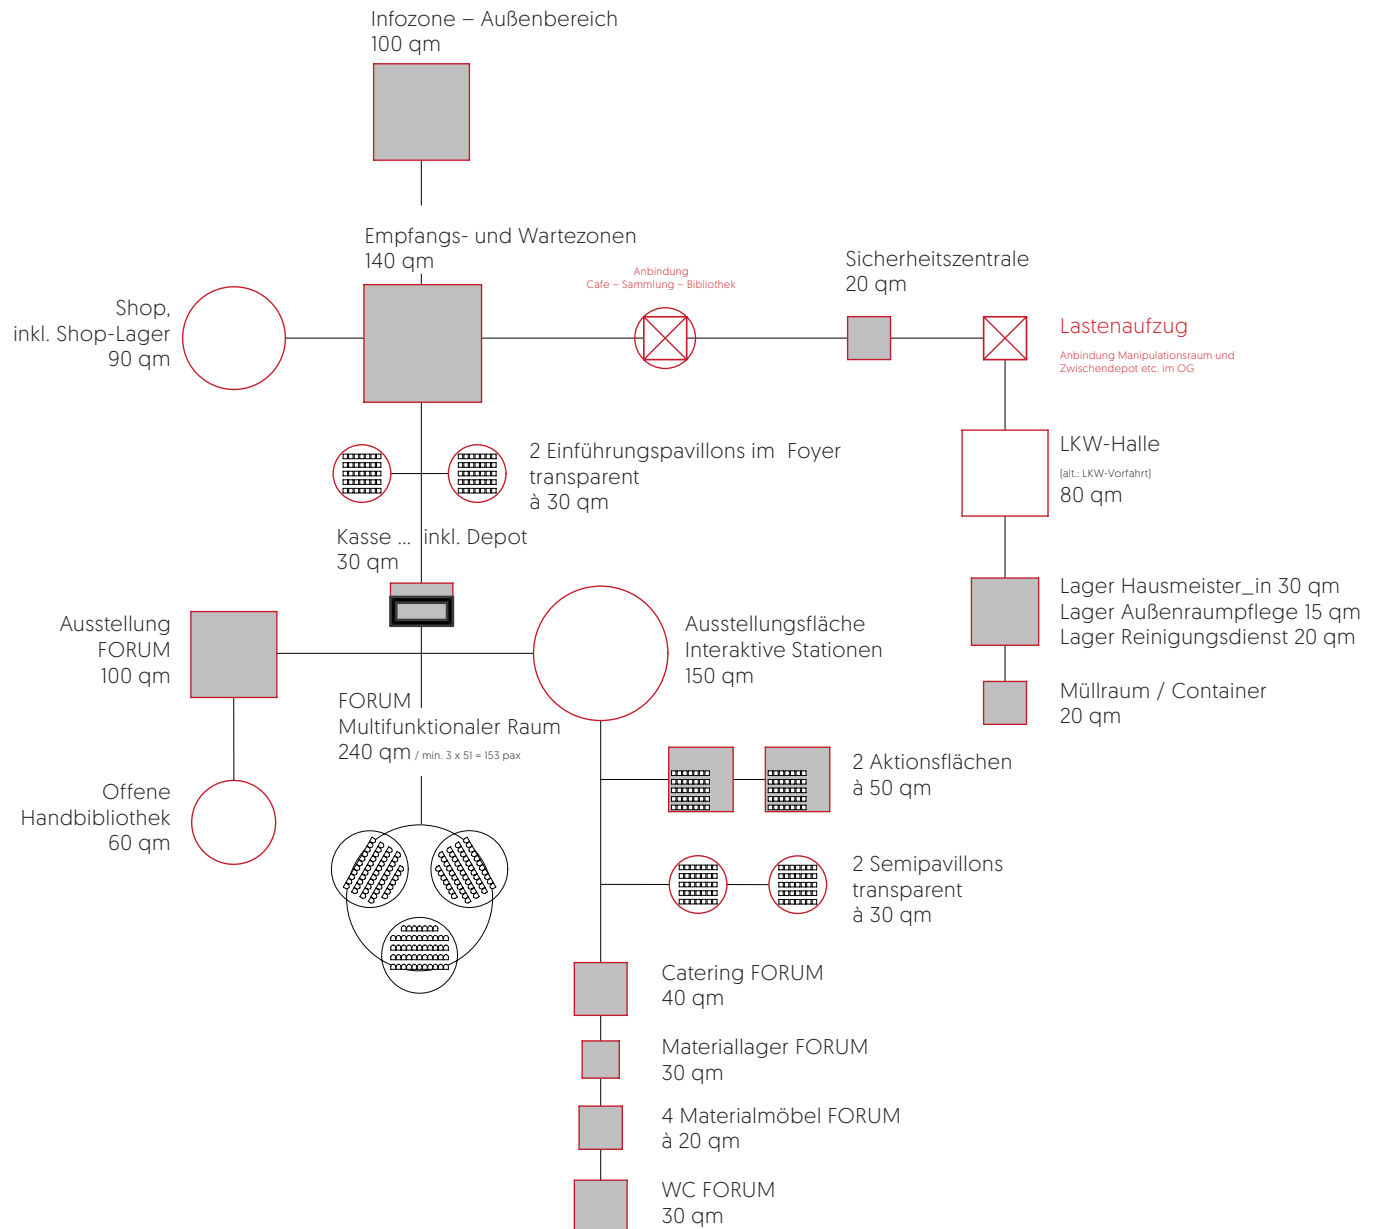 Infozone – Außenbereich
100 qm
Empfangs- und Wartezonen
140 qm
Anbindung
Cafe – Sammlung – Bibliothek
Sicherheitszentrale
20 qm
Shop,
inkl. Shop-Lager
90 qm
Lastenaufzug
Anbindung Manipulationsraum und
Zwischendepot etc. im OG
2 Einführungspavillons im Foyer
transparent
à 30 qm
LKW-Halle
[alt.: LKW-Vorfahrt]
80 qm
Kasse ... inkl. Depot
30 qm
Lager Hausmeister_in 30 qm
Lager Außenraumpflege 15 qm
Lager Reinigungsdienst 20 qm
Ausstellung
FORUM
100 qm
Ausstellungsfläche
Interaktive Stationen
150 qm
Müllraum / Container
20 qm
FORUM
Multifunktionaler Raum
240 qm / min. 3 x 51 = 153 pax
2 Aktionsflächen
à 50 qm
Offene
Handbibliothek
60 qm
2 Semipavillons
transparent
à 30 qm
Catering FORUM
40 qm
Materiallager FORUM
30 qm
4 Materialmöbel FORUM
à 20 qm
WC FORUM
30 qm